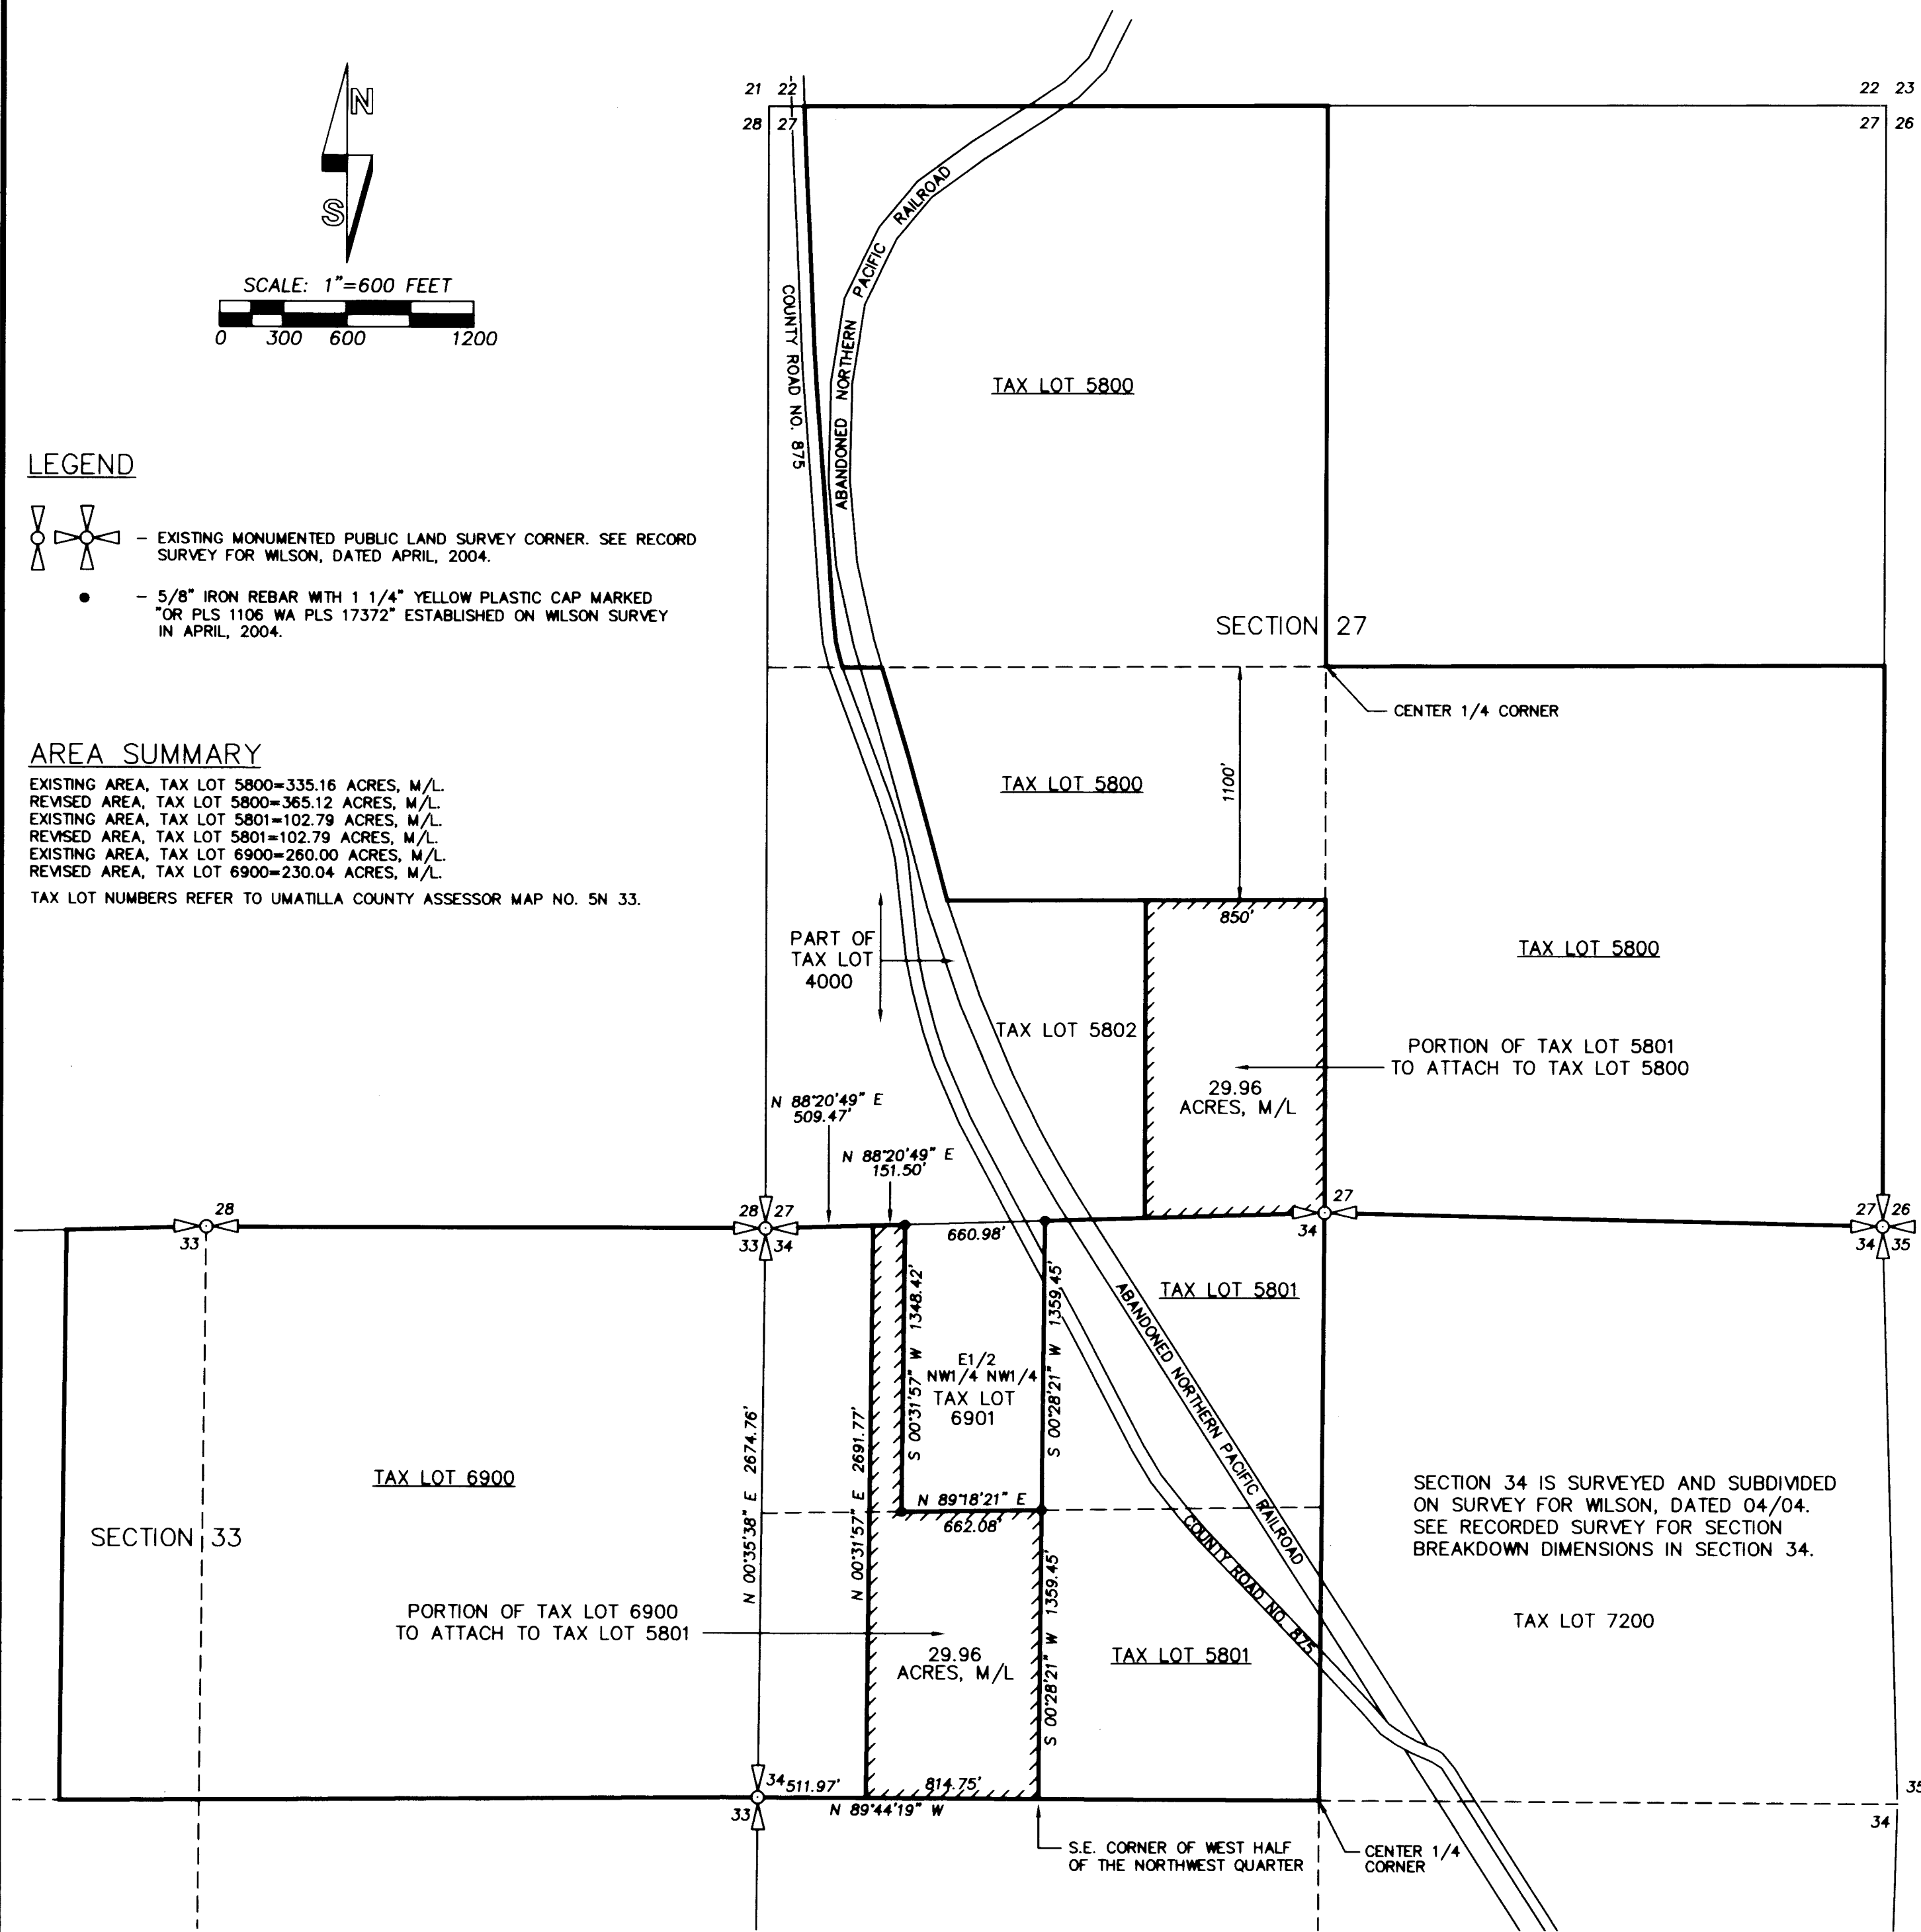 N
S
SCALE: 1"=600 FEET
0 300 600 1200
LEGEND
– EXISTING MONUMENTED PUBLIC LAND SURVEY CORNER. SEE RECORD
SURVEY FOR WILSON, DATED APRIL, 2004.
– 5/8" IRON REBAR WITH 1 1/4" YELLOW PLASTIC CAP MARKED
"OR PLS 1106 WA PLS 17372" ESTABLISHED ON WILSON SURVEY
IN APRIL, 2004.
AREA SUMMARY
EXISTING AREA, TAX LOT 5800=335.16 ACRES, M/L.
REVISED AREA, TAX LOT 5800=365.12 ACRES, M/L.
EXISTING AREA, TAX LOT 5801=102.79 ACRES, M/L.
REVISED AREA, TAX LOT 5801=102.79 ACRES, M/L.
EXISTING AREA, TAX LOT 6900=260.00 ACRES, M/L.
REVISED AREA, TAX LOT 6900=230.04 ACRES, M/L.
TAX LOT NUMBERS REFER TO UMATILLA COUNTY ASSESSOR MAP NO. 5N 33.
21 22
28 27
22 23
27 26
COUNTY ROAD NO. 875
ABANDONED NORTHERN PACIFIC RAILROAD
TAX LOT 5800
SECTION 27
CENTER 1/4 CORNER
TAX LOT 5800
1100'
850'
PART OF
TAX LOT
4000
TAX LOT 5802
TAX LOT 5800
PORTION OF TAX LOT 5801
TO ATTACH TO TAX LOT 5800
29.96
ACRES, M/L
N 88°20'49" E
509.47'
N 88°20'49" E
151.50'
28
33
28 27
33 34
660.98'
27
34
27 26
34 35
S 00°31'57" W 1348.42'
S 00°28'21" W 1359.45'
E1/2
NW1/4 NW1/4
TAX LOT
6901
TAX LOT 5801
ABANDONED NORTHERN PACIFIC RAILROAD
N 00°35'38" E 2674.76'
N 00°31'57" E 2691.77'
TAX LOT 6900
SECTION 33
N 89°18'21" E
662.08'
COUNTY ROAD NO. 875
SECTION 34 IS SURVEYED AND SUBDIVIDED
ON SURVEY FOR WILSON, DATED 04/04.
SEE RECORDED SURVEY FOR SECTION
BREAKDOWN DIMENSIONS IN SECTION 34.
TAX LOT 7200
PORTION OF TAX LOT 6900
TO ATTACH TO TAX LOT 5801
29.96
ACRES, M/L
S 00°28'21" W 1359.45'
TAX LOT 5801
34
33
511.97'
814.75'
N 89°44'19" W
35
34
S.E. CORNER OF WEST HALF
OF THE NORTHWEST QUARTER
CENTER 1/4
CORNER